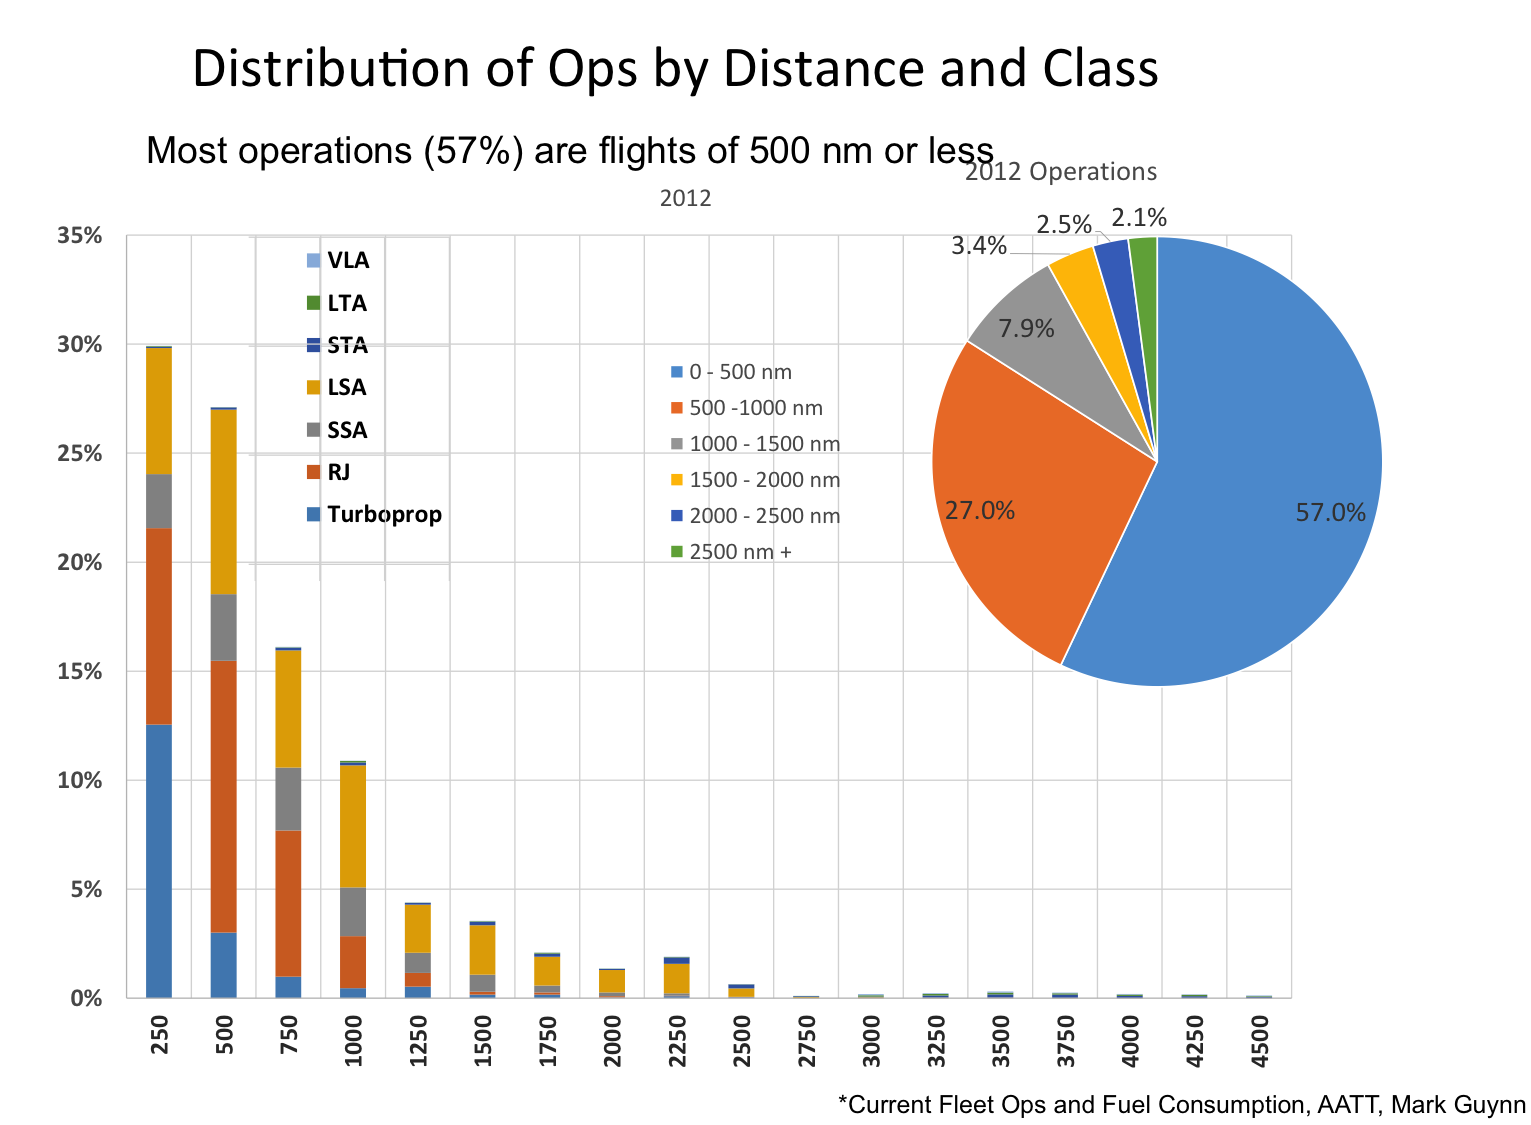 Distribution of Ops by Distance and Class
Most operations (57%) are flights of 500 nm or less
2012 Operations
2012
35%
30%
25%
20%
15%
10%
5%
0%
VLA
LTA
STA
LSA
SSA
RJ
Turboprop
0 - 500 nm
500 -1000 nm
1000 - 1500 nm
1500 - 2000 nm
2000 - 2500 nm
2500 nm +
2.1%
2.5%
3.4%
7.9%
27.0%
57.0%
250
500
750
1000
1250
1500
1750
2000
2250
2500
2750
3000
3250
3500
3750
4000
4250
4500
*Current Fleet Ops and Fuel Consumption, AATT, Mark Guynn